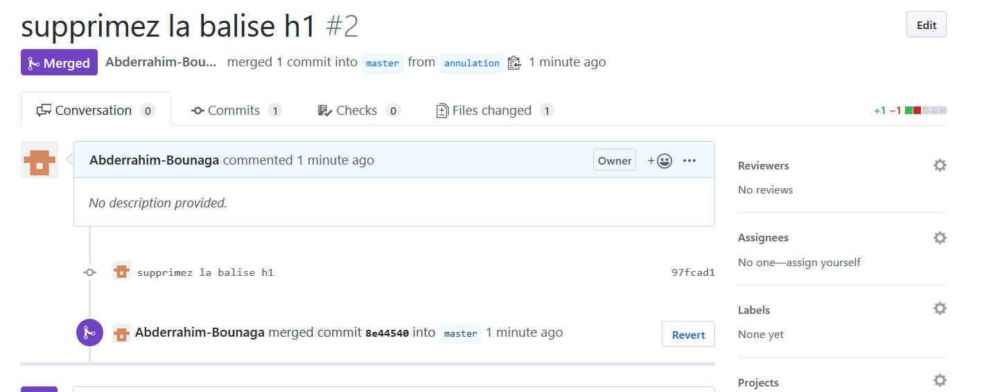 supprimez la balise h1 #2
Edit
Merged Abderrahim-Bou... merged 1 commit into master from annulation 1 minute ago
Conversation 0 Commits 1 Checks 0 Files changed 1 +1 −1
Abderrahim-Bounaga commented 1 minute ago Owner + ...
No description provided.
supprimez la balise h1 97fcad1
Abderrahim-Bounaga merged commit 8e44540 into master 1 minute ago Revert
Reviewers
No reviews
Assignees
No one—assign yourself
Labels
None yet
Projects